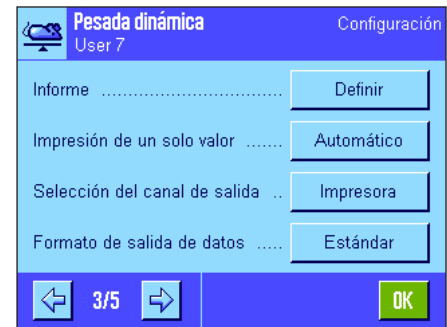 Pesada dinámica Configuración
User 7
Informe ................................. Definir
Impresión de un solo valor ....... Automático
Selección del canal de salida .. Impresora
Formato de salida de datos ..... Estándar
3/5 OK